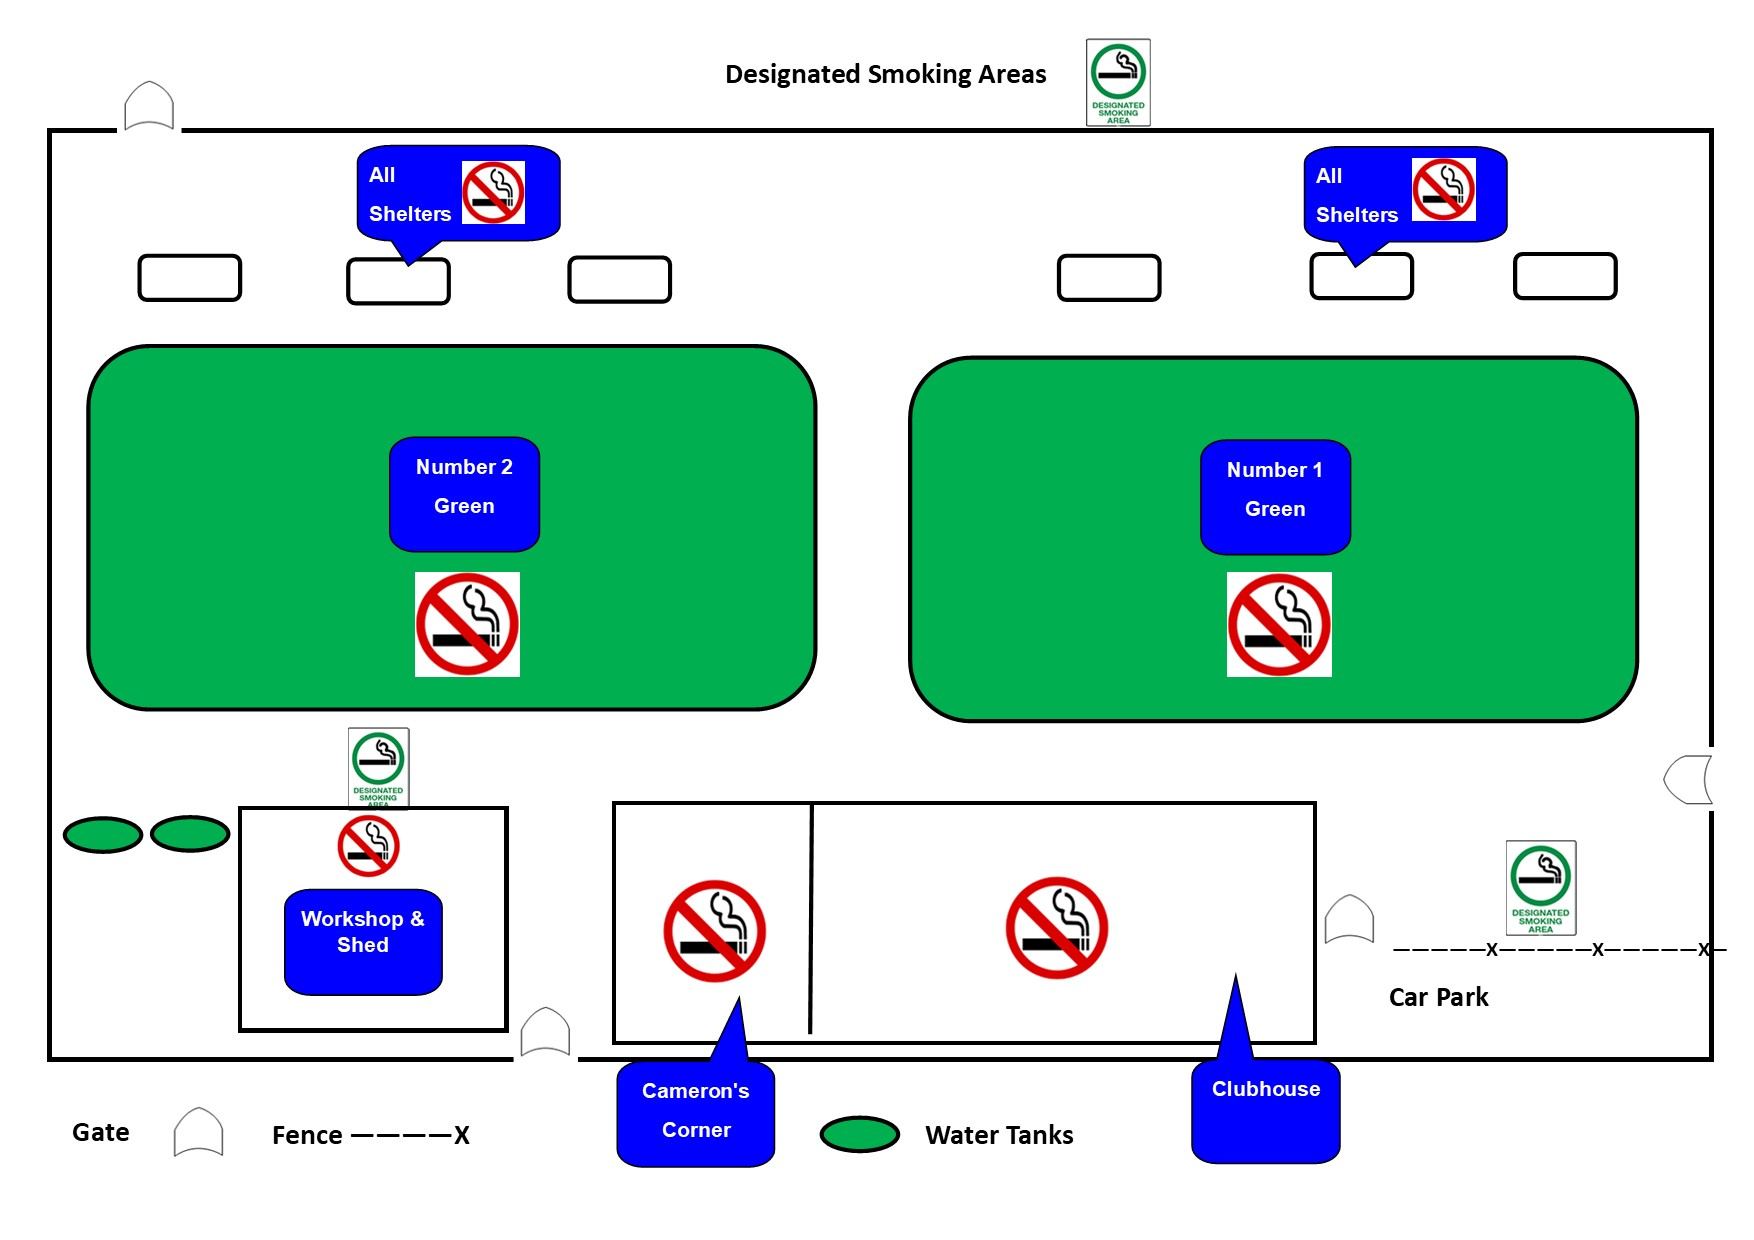 Designated Smoking Areas
DESIGNATED
SMOKING
AREA
All
Shelters
All
Shelters
Number 2
Green
Number 1
Green
DESIGNATED
SMOKING
AREA
Workshop &
Shed
DESIGNATED
SMOKING
AREA
——————X——————X——————X—
Car Park
Cameron's
Corner
Clubhouse
Gate
Fence ————X
Water Tanks